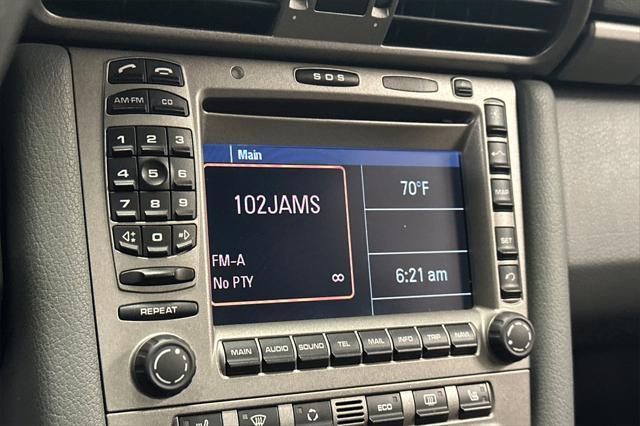 SOS
AM·FM CD
1 2 3
4 5 6
7 8 9
0
REPEAT
Main
102JAMS
FM-A
No PTY ∞
70°F
6:21 am
MAP
SET
MAIN AUDIO SOUND TEL MAIL INFO TRIP NAVI
ECO